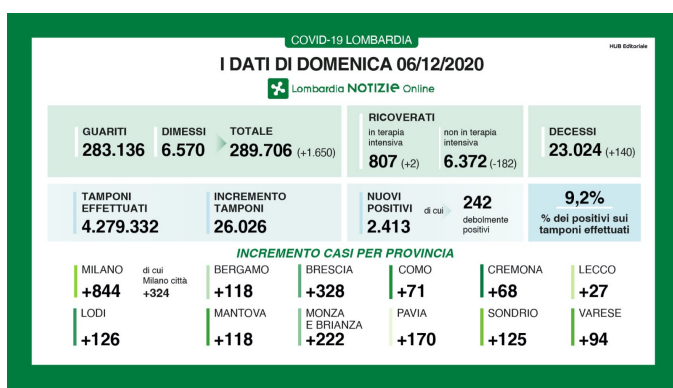 COVID-19 LOMBARDIA
HUB Editoriale
I DATI DI DOMENICA 06/12/2020
Lombardia NOTIZIE Online
GUARITI
283.136
DIMESSI
6.570
TOTALE
289.706 (+1.650)
RICOVERATI
in terapia
intensiva
807 (+2)
non in terapia
intensiva
6.372 (-182)
DECESSI
23.024 (+140)
TAMPONI
EFFETTUATI
4.279.332
INCREMENTO
TAMPONI
26.026
NUOVI
POSITIVI
2.413
di cui
242
debolmente
positivi
9,2%
% dei positivi sui
tamponi effettuati
INCREMENTO CASI PER PROVINCIA
MILANO
+844
di cui
Milano città
+324
BERGAMO
+118
BRESCIA
+328
COMO
+71
CREMONA
+68
LECCO
+27
LODI
+126
MANTOVA
+118
MONZA
E BRIANZA
+222
PAVIA
+170
SONDRIO
+125
VARESE
+94